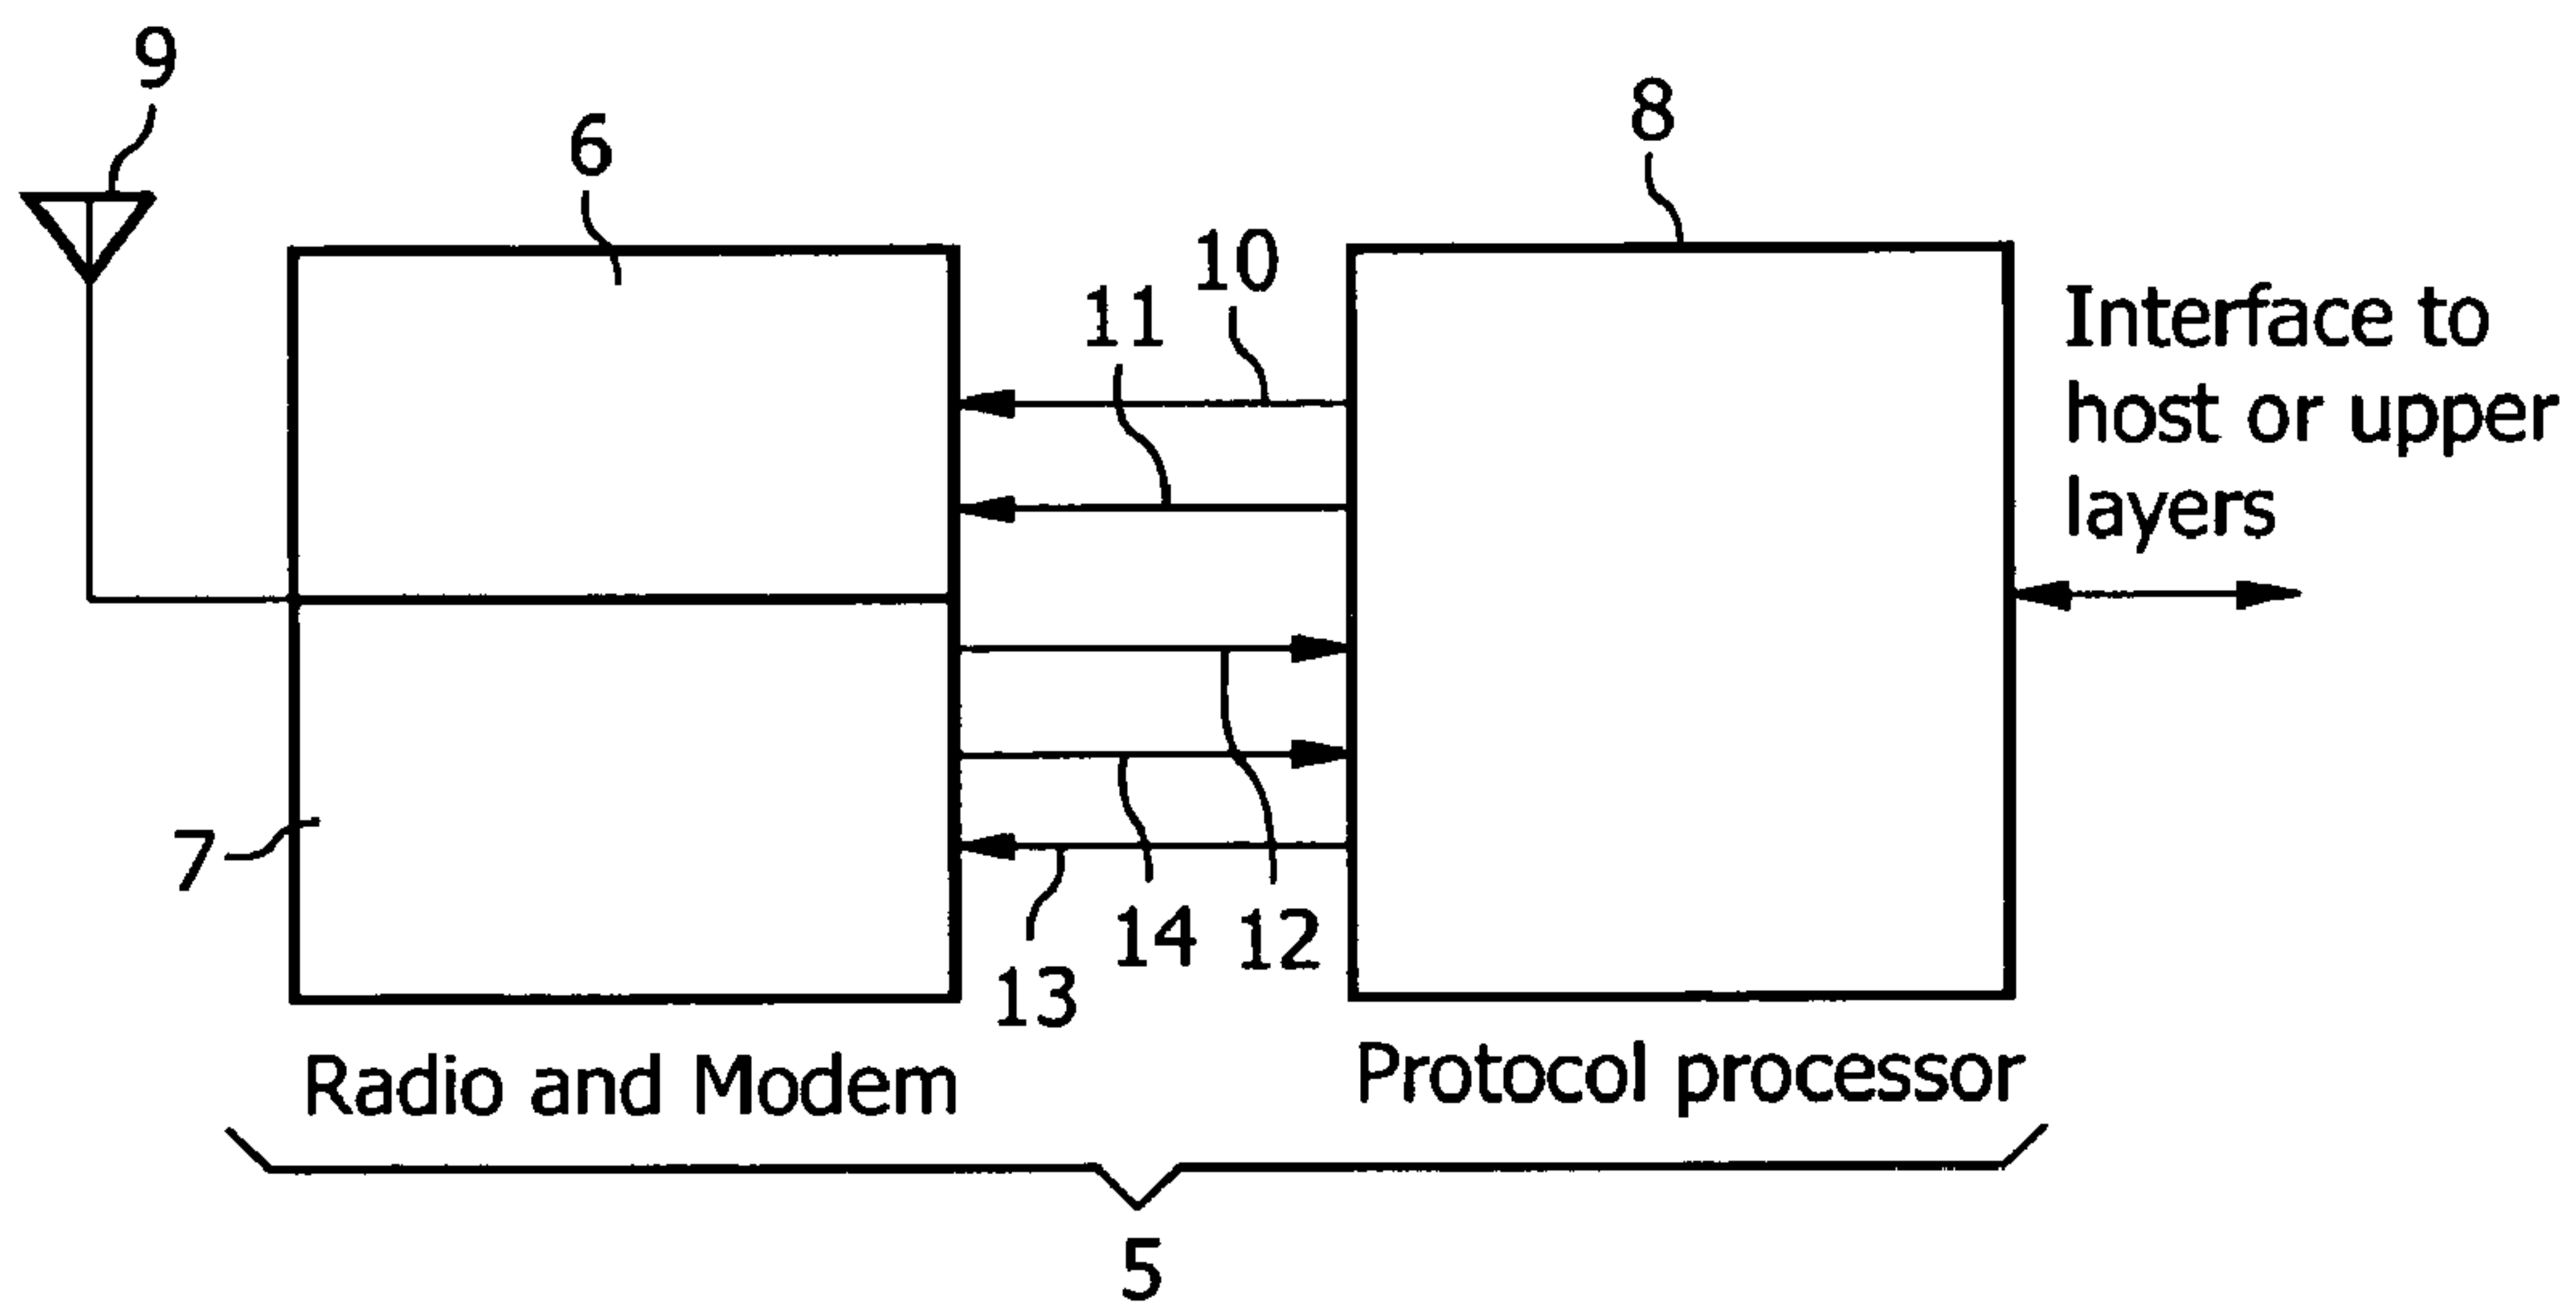 9
6
8
10
11
Interface to
host or upper
layers
7
14
12
13
Radio and Modem
Protocol processor
5